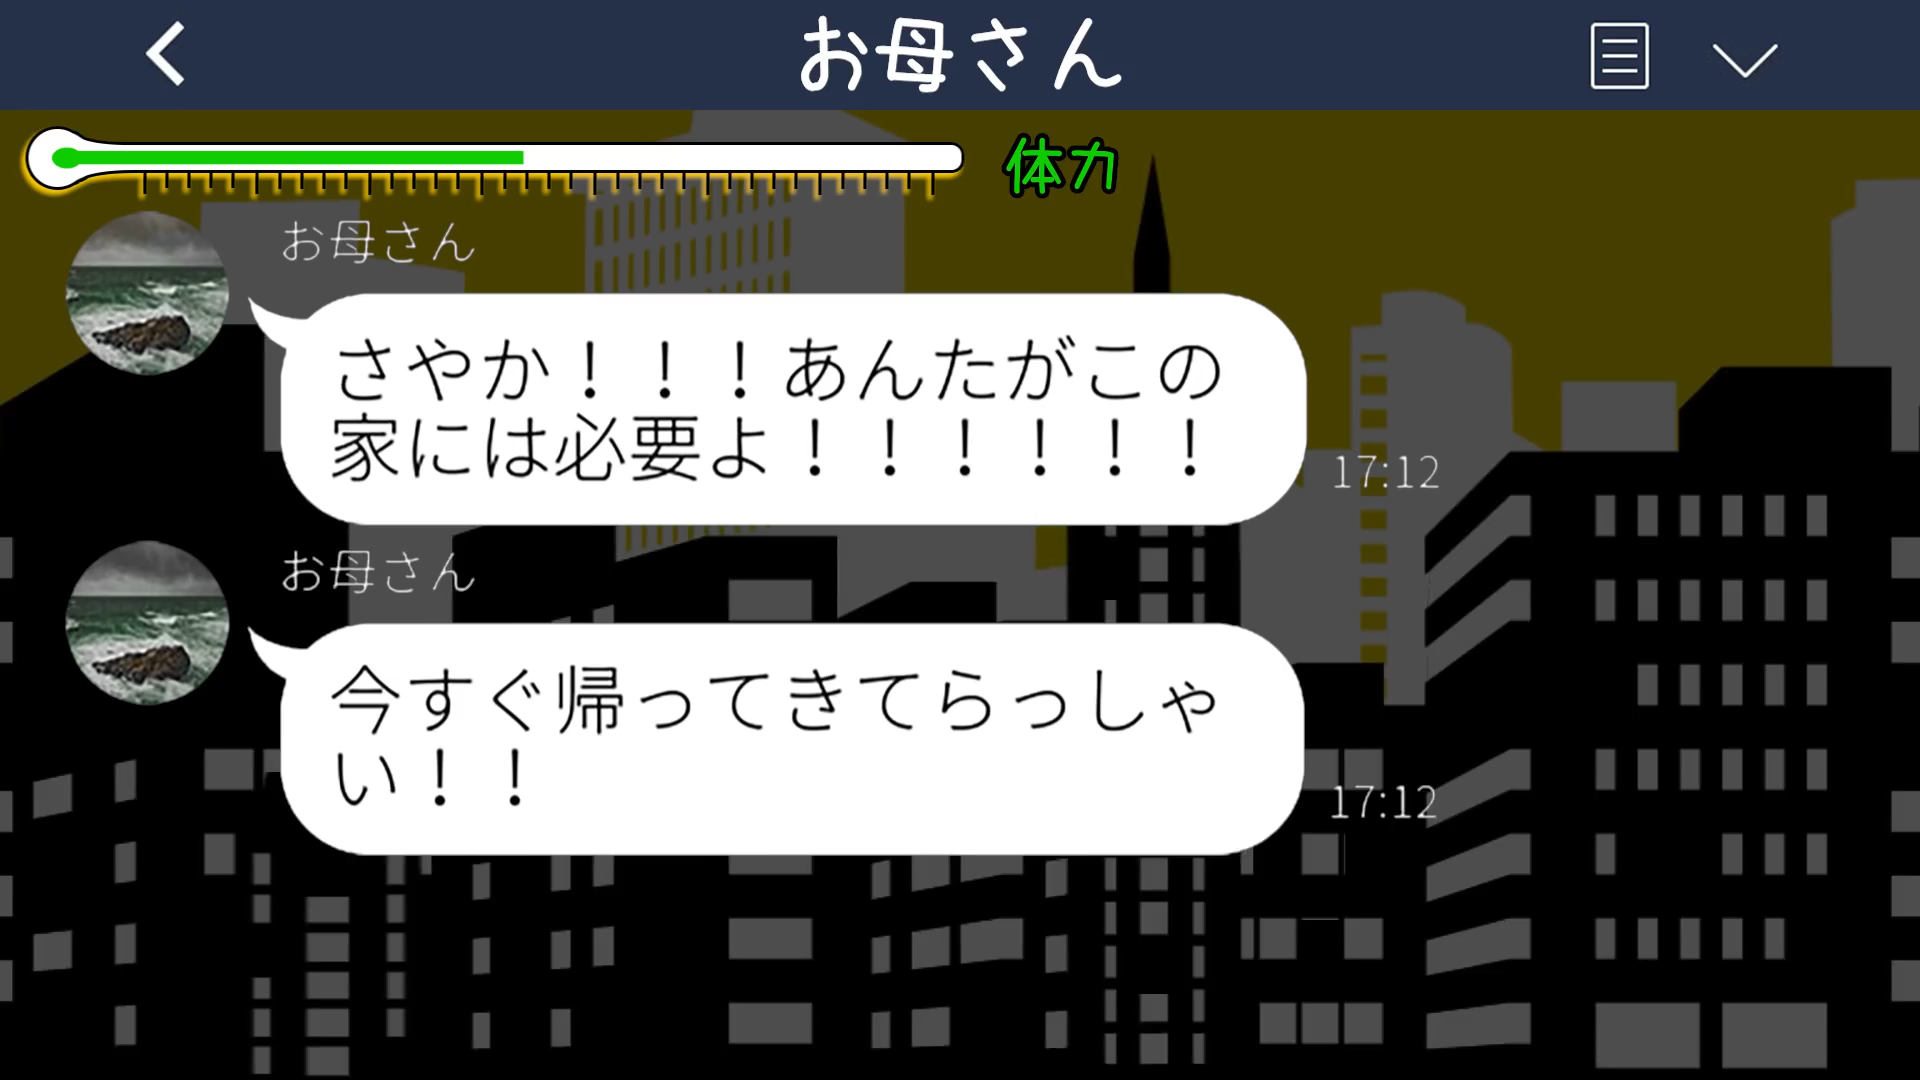 お母さん
体力
お母さん
さやか！！！あんたがこの
家には必要よ！！！！！！
17:12
お母さん
今すぐ帰ってきてらっしゃ
い！！
17:12